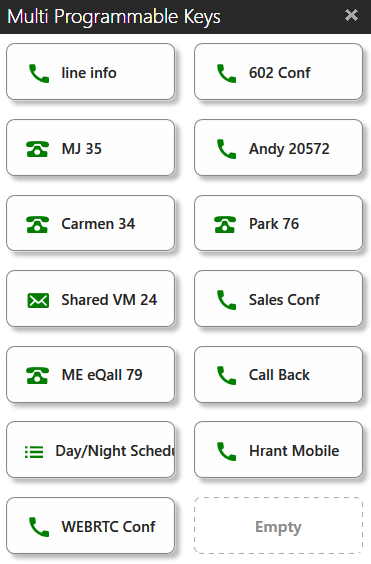 Multi Programmable Keys
line info
602 Conf
MJ 35
Andy 20572
Carmen 34
Park 76
Shared VM 24
Sales Conf
ME eQall 79
Call Back
Day/Night Schedu
Hrant Mobile
WEBRTC Conf
Empty